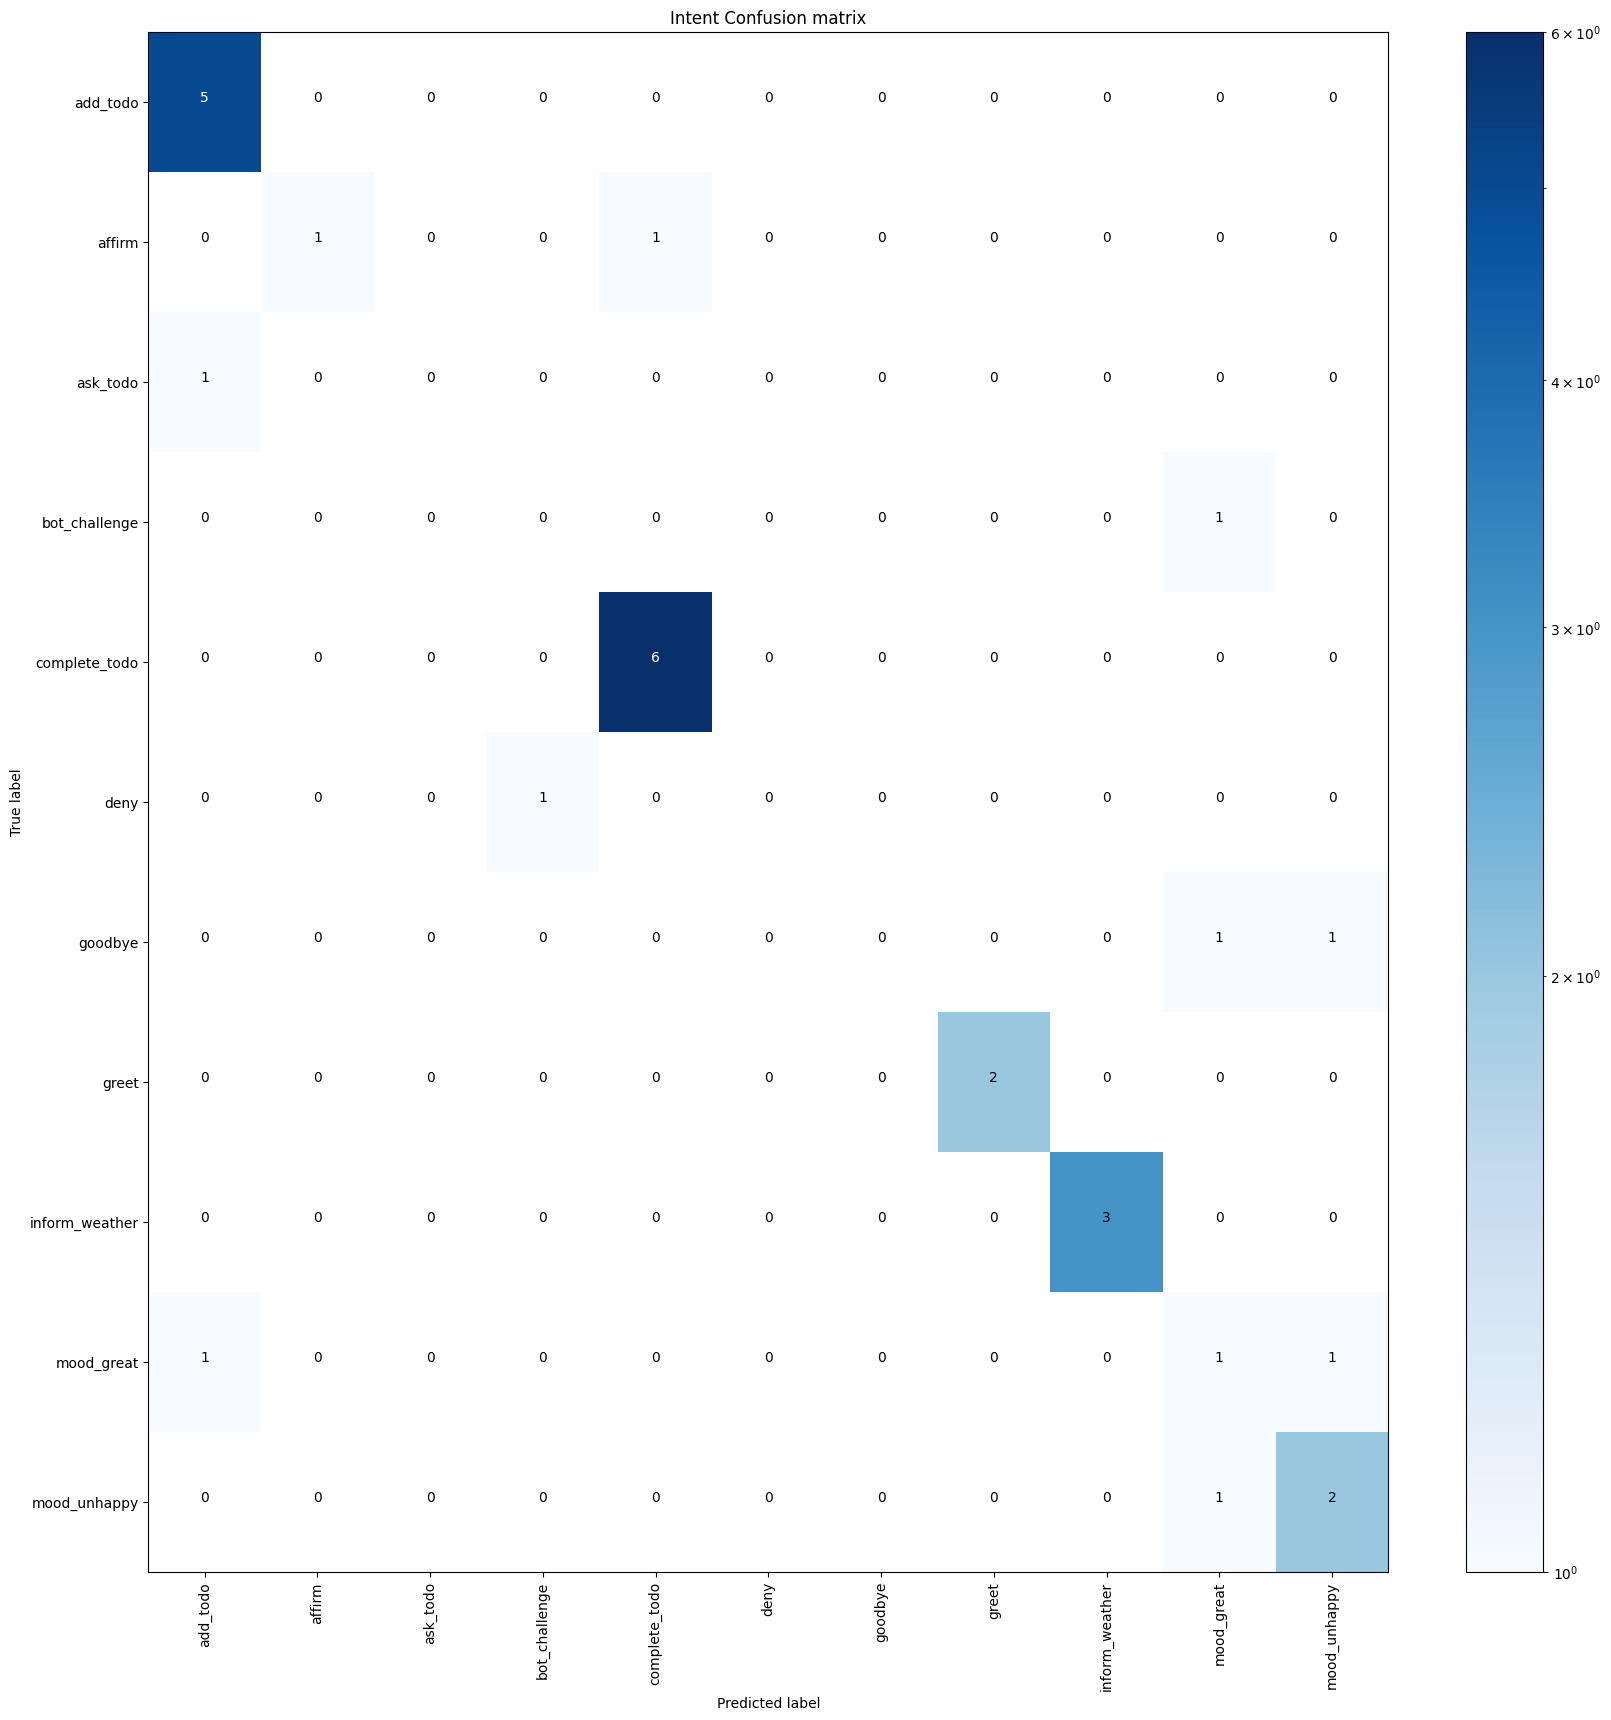 Intent Confusion matrix
add_todo 5 0 0 0 0 0 0 0 0 0 0
affirm 0 1 0 0 1 0 0 0 0 0 0
ask_todo 1 0 0 0 0 0 0 0 0 0 0
bot_challenge 0 0 0 0 0 0 0 0 0 1 0
complete_todo 0 0 0 0 6 0 0 0 0 0 0
deny 0 0 0 1 0 0 0 0 0 0 0
goodbye 0 0 0 0 0 0 0 0 0 1 1
greet 0 0 0 0 0 0 0 2 0 0 0
inform_weather 0 0 0 0 0 0 0 0 3 0 0
mood_great 1 0 0 0 0 0 0 0 0 1 1
mood_unhappy 0 0 0 0 0 0 0 0 0 1 2
True label
add_todo
affirm
ask_todo
bot_challenge
complete_todo
deny
goodbye
greet
inform_weather
mood_great
mood_unhappy
Predicted label
6 × 10⁰
4 × 10⁰
3 × 10⁰
2 × 10⁰
10⁰